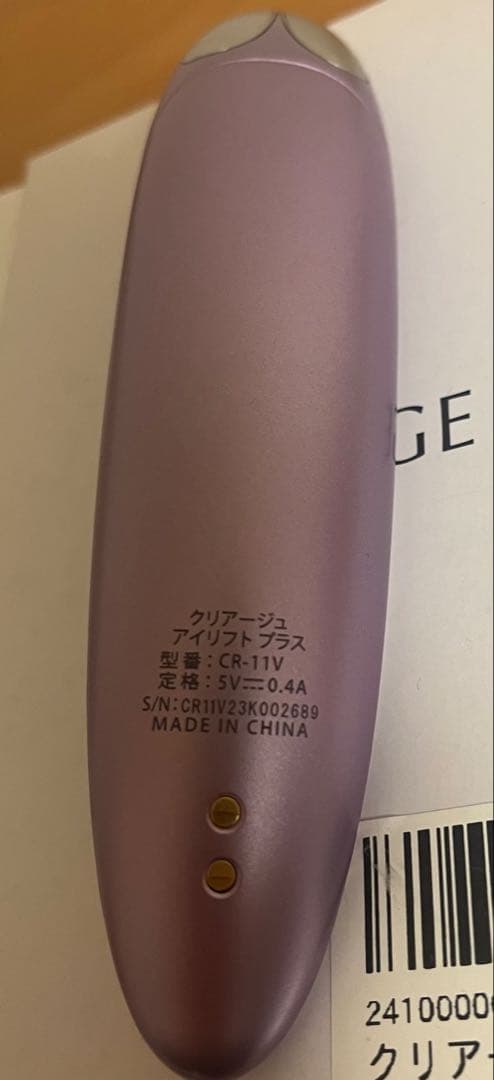 GE
クリアージュ
アイリフト プラス
型番：CR-11V
定格：5V⎓0.4A
S/N:CR11V23K002689
MADE IN CHINA
2410000
クリアー